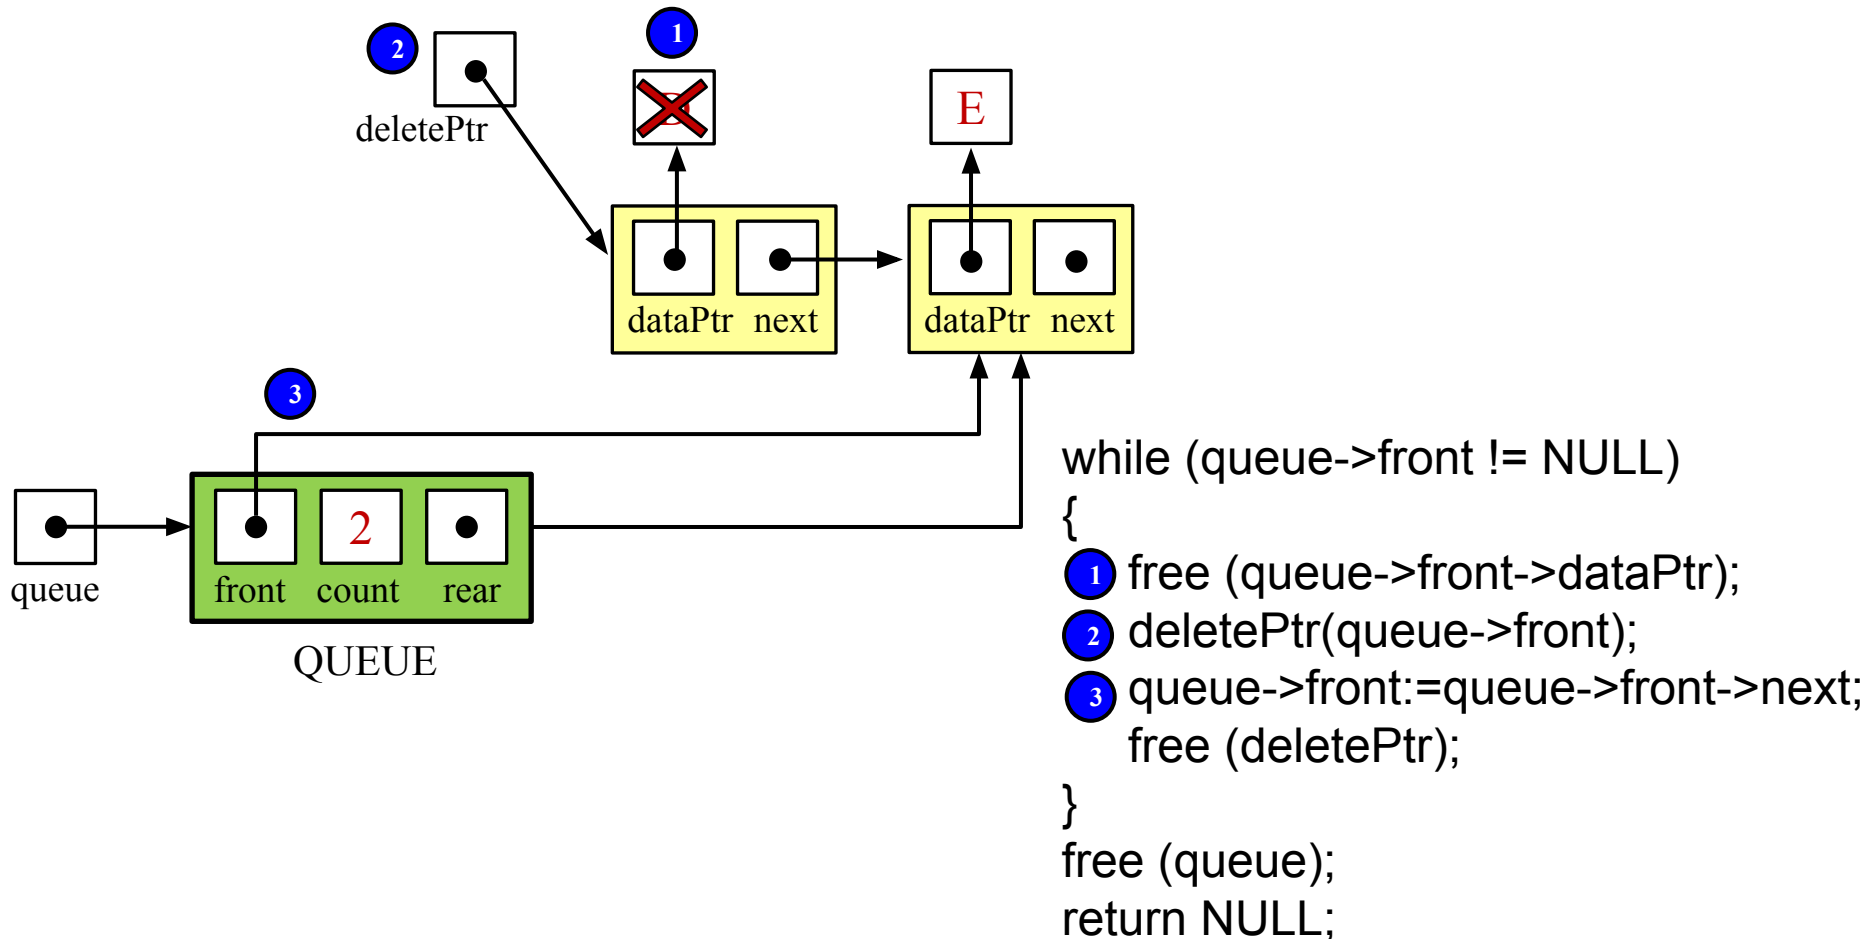 2
1
deletePtr
E
dataPtr next
dataPtr next
3
2
queue
front count rear
QUEUE
while (queue->front != NULL)
{
1 free (queue->front->dataPtr);
2 deletePtr(queue->front);
3 queue->front:=queue->front->next;
free (deletePtr);
}
free (queue);
return NULL;